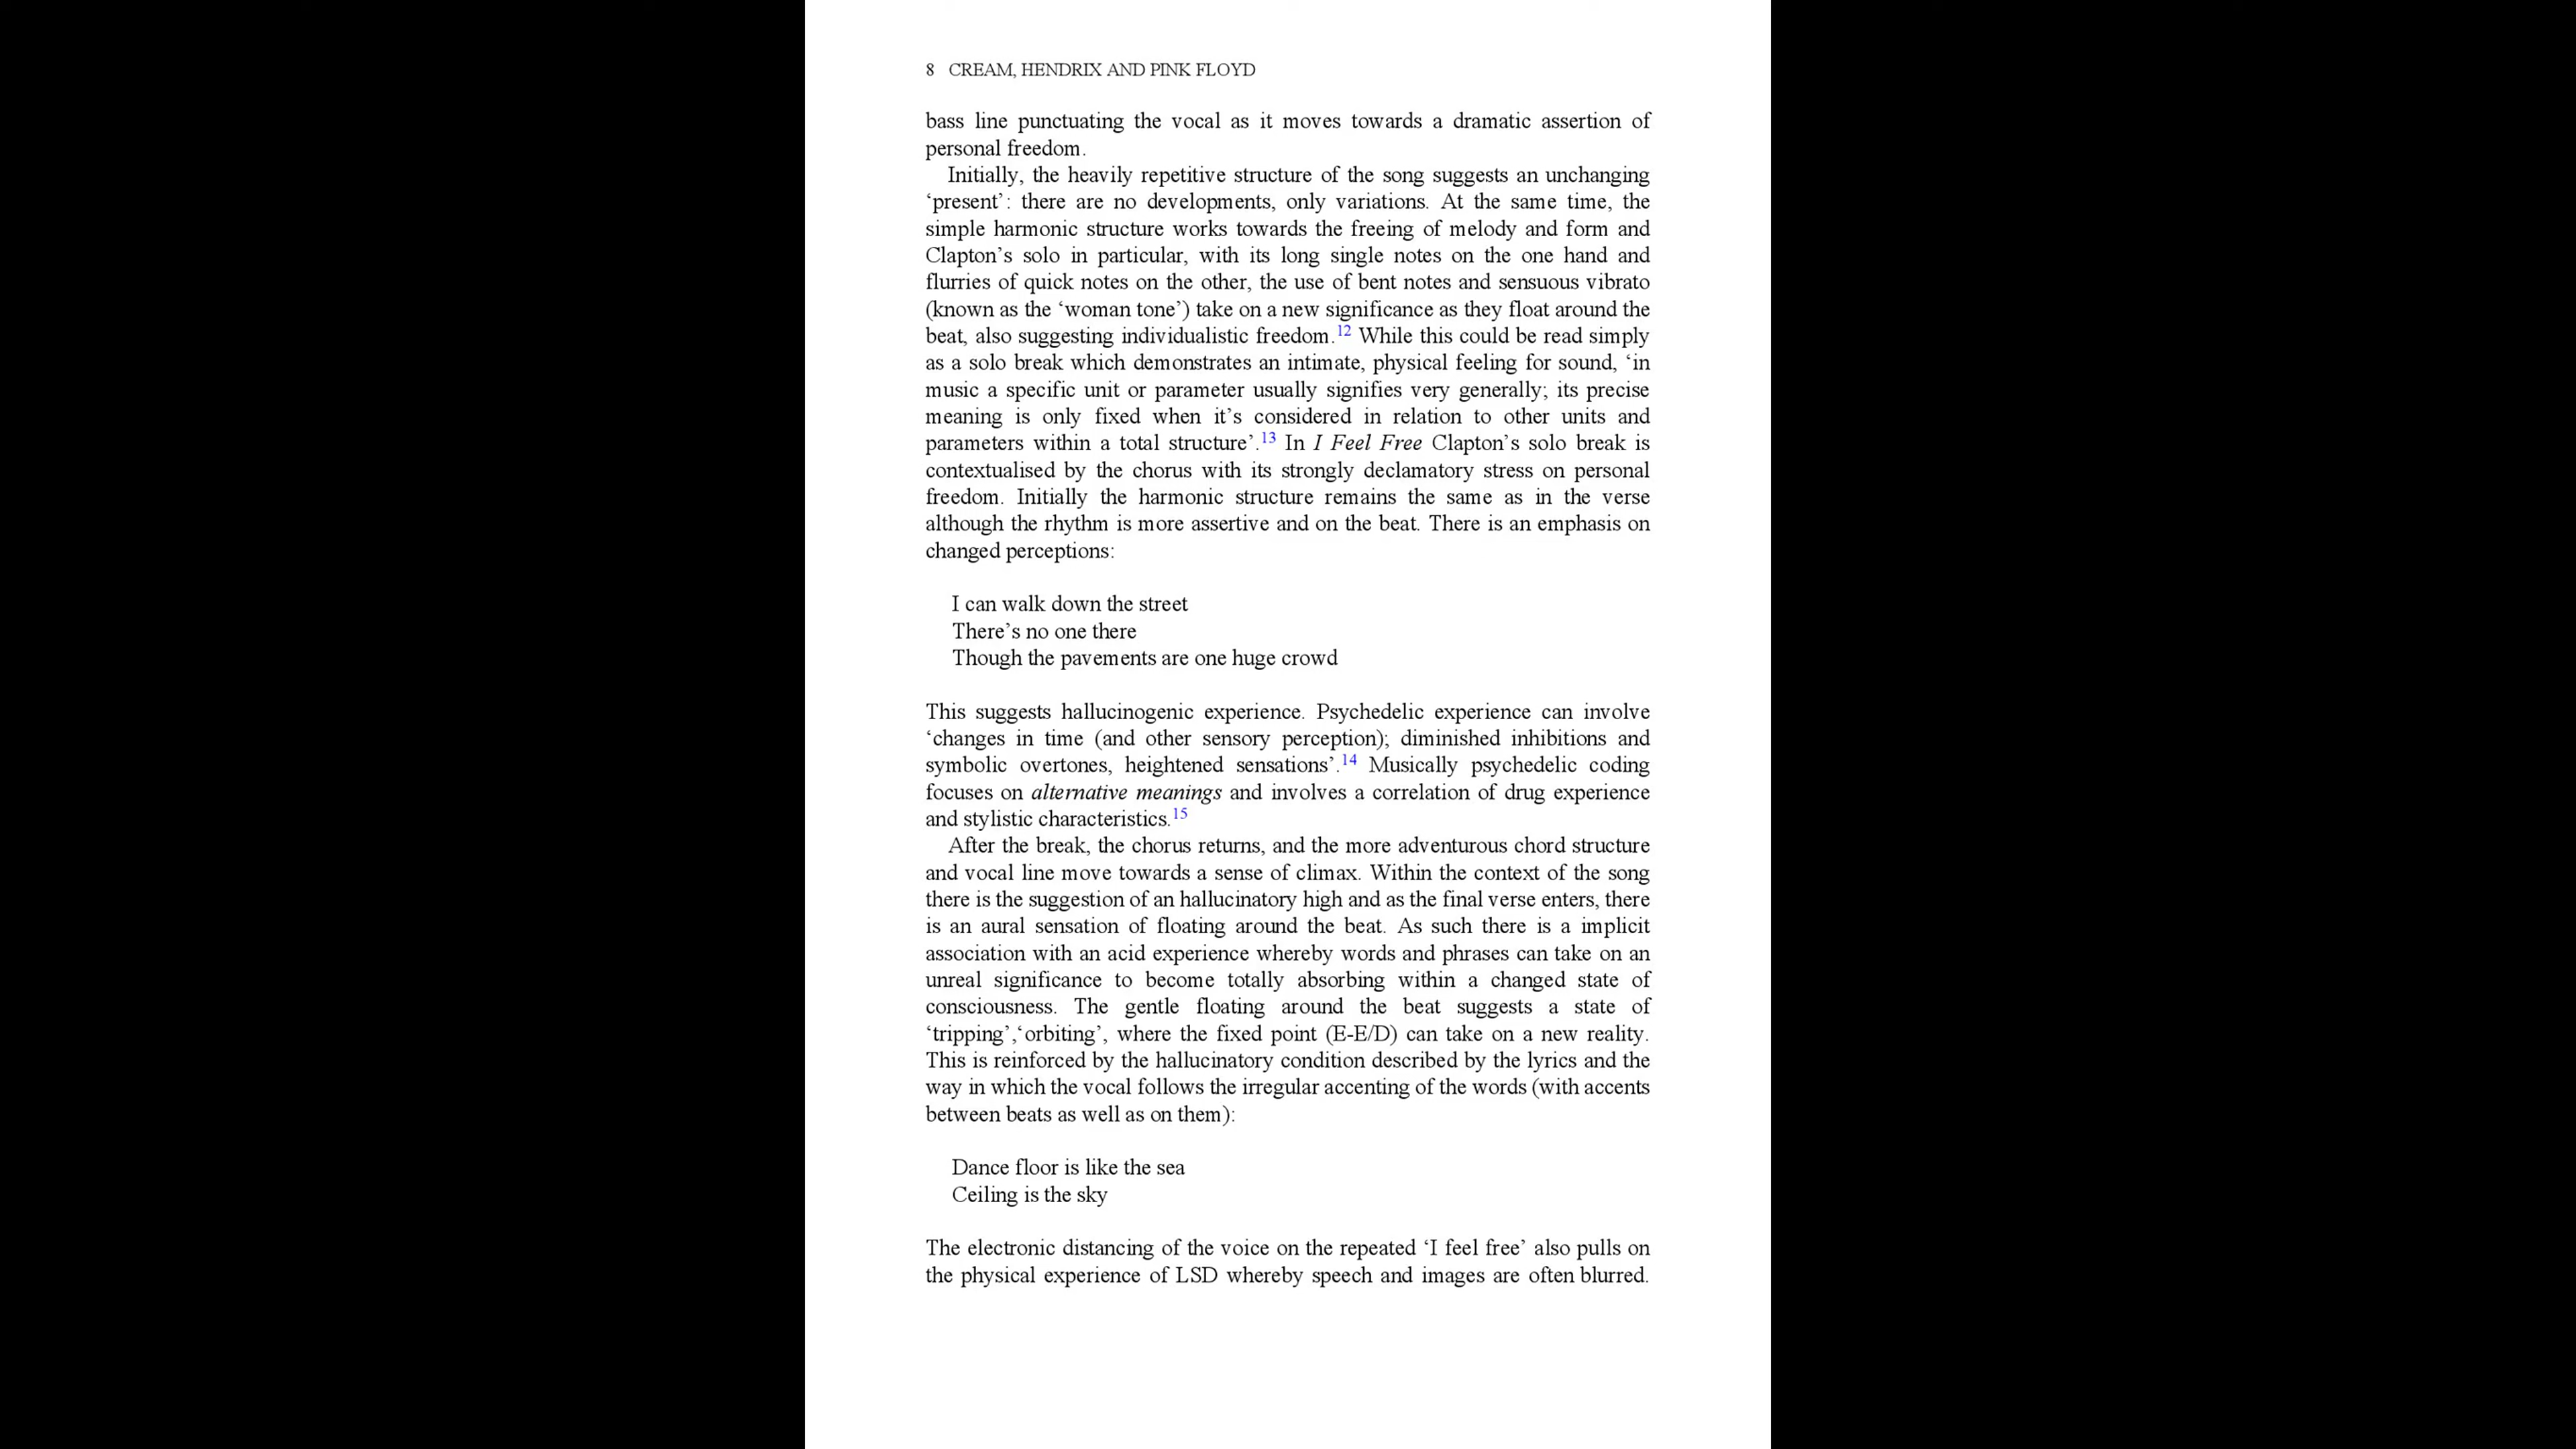 8 CREAM, HENDRIX AND PINK FLOYD
bass line punctuating the vocal as it moves towards a dramatic assertion of
personal freedom.
Initially, the heavily repetitive structure of the song suggests an unchanging
‘present’: there are no developments, only variations. At the same time, the
simple harmonic structure works towards the freeing of melody and form and
Clapton’s solo in particular, with its long single notes on the one hand and
flurries of quick notes on the other, the use of bent notes and sensuous vibrato
(known as the ‘woman tone’) take on a new significance as they float around the
beat, also suggesting individualistic freedom.12 While this could be read simply
as a solo break which demonstrates an intimate, physical feeling for sound, ‘in
music a specific unit or parameter usually signifies very generally; its precise
meaning is only fixed when it’s considered in relation to other units and
parameters within a total structure’.13 In I Feel Free Clapton’s solo break is
contextualised by the chorus with its strongly declamatory stress on personal
freedom. Initially the harmonic structure remains the same as in the verse
although the rhythm is more assertive and on the beat. There is an emphasis on
changed perceptions:
I can walk down the street
There’s no one there
Though the pavements are one huge crowd
This suggests hallucinogenic experience. Psychedelic experience can involve
‘changes in time (and other sensory perception); diminished inhibitions and
symbolic overtones, heightened sensations’.14 Musically psychedelic coding
focuses on alternative meanings and involves a correlation of drug experience
and stylistic characteristics.15
After the break, the chorus returns, and the more adventurous chord structure
and vocal line move towards a sense of climax. Within the context of the song
there is the suggestion of an hallucinatory high and as the final verse enters, there
is an aural sensation of floating around the beat. As such there is a implicit
association with an acid experience whereby words and phrases can take on an
unreal significance to become totally absorbing within a changed state of
consciousness. The gentle floating around the beat suggests a state of
‘tripping’,‘orbiting’, where the fixed point (E-E/D) can take on a new reality.
This is reinforced by the hallucinatory condition described by the lyrics and the
way in which the vocal follows the irregular accenting of the words (with accents
between beats as well as on them):
Dance floor is like the sea
Ceiling is the sky
The electronic distancing of the voice on the repeated ‘I feel free’ also pulls on
the physical experience of LSD whereby speech and images are often blurred.